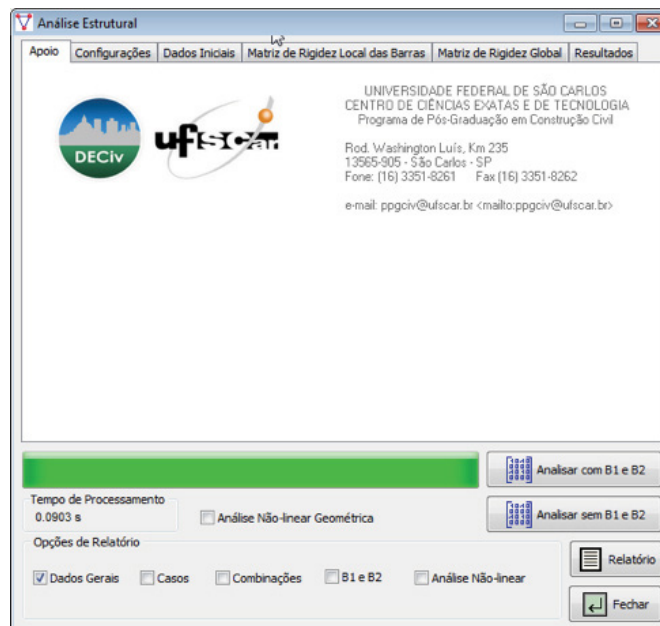 Análise Estrutural
Apoio Configurações Dados Iniciais Matriz de Rigidez Local das Barras Matriz de Rigidez Global Resultados
DECiv
ufscar
UNIVERSIDADE FEDERAL DE SÃO CARLOS
CENTRO DE CIÊNCIAS EXATAS E DE TECNOLOGIA
Programa de Pós-Graduação em Construção Civil
Rod. Washington Luís, Km 235
13565-905 - São Carlos - SP
Fone: (16) 3351-8261 Fax (16) 3351-8262
e-mail: ppgciv@ufscar.br <mailto:ppgciv@ufscar.br>
Analisar com B1 e B2
Tempo de Processamento
0.0903 s
Análise Não-linear Geométrica
Analisar sem B1 e B2
Opções de Relatório
Dados Gerais Casos Combinações B1 e B2 Análise Não-linear
Relatório
Fechar